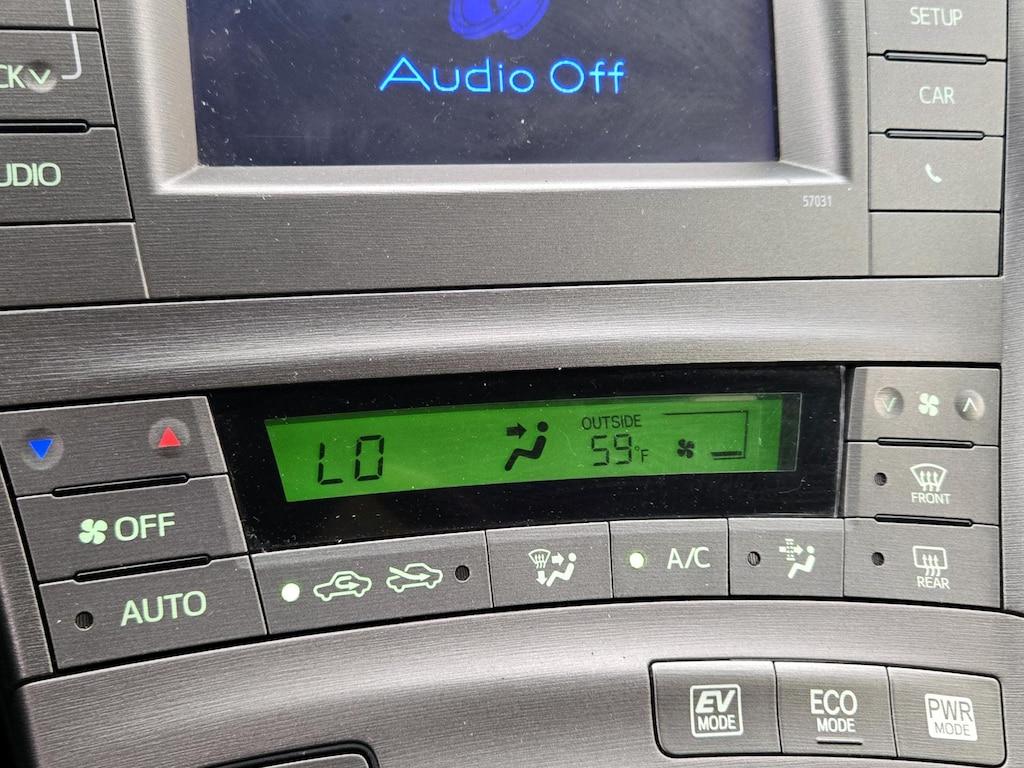 Audio Off
SETUP
CK
CAR
UDIO
57031
OUTSIDE
LO
59°F
FRONT
OFF
A/C
REAR
AUTO
EV MODE
ECO MODE
PWR MODE